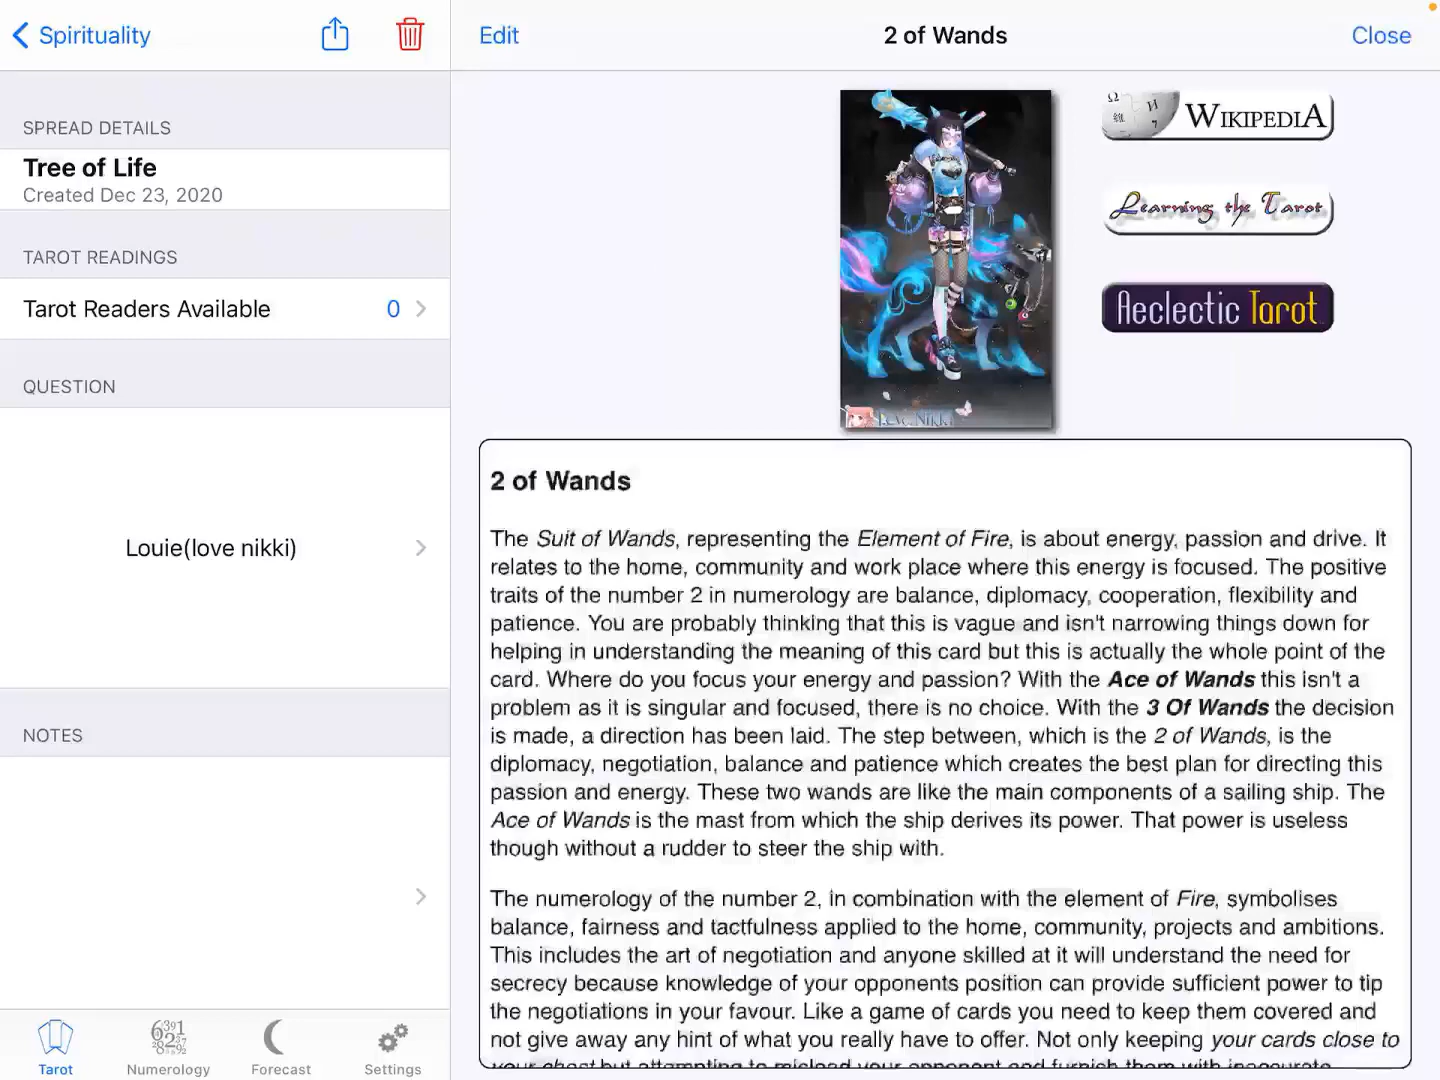 Spirituality
Edit
2 of Wands
Close
SPREAD DETAILS
Tree of Life
Created Dec 23, 2020
TAROT READINGS
Tarot Readers Available 0
QUESTION
Louie(love nikki)
NOTES
Tarot
Numerology
Forecast
Settings
WIKIPEDIA
Learning the Tarot
Aeclectic Tarot
Love Nikki
2 of Wands
The Suit of Wands, representing the Element of Fire, is about energy, passion and drive. It
relates to the home, community and work place where this energy is focused. The positive
traits of the number 2 in numerology are balance, diplomacy, cooperation, flexibility and
patience. You are probably thinking that this is vague and isn't narrowing things down for
helping in understanding the meaning of this card but this is actually the whole point of the
card. Where do you focus your energy and passion? With the Ace of Wands this isn't a
problem as it is singular and focused, there is no choice. With the 3 Of Wands the decision
is made, a direction has been laid. The step between, which is the 2 of Wands, is the
diplomacy, negotiation, balance and patience which creates the best plan for directing this
passion and energy. These two wands are like the main components of a sailing ship. The
Ace of Wands is the mast from which the ship derives its power. That power is useless
though without a rudder to steer the ship with.
The numerology of the number 2, in combination with the element of Fire, symbolises
balance, fairness and tactfulness applied to the home, community, projects and ambitions.
This includes the art of negotiation and anyone skilled at it will understand the need for
secrecy because knowledge of your opponents position can provide sufficient power to tip
the negotiations in your favour. Like a game of cards you need to keep them covered and
not give away any hint of what you really have to offer. Not only keeping your cards close to
your chest but attempting to mislead your opponent and furnish them with inaccurate